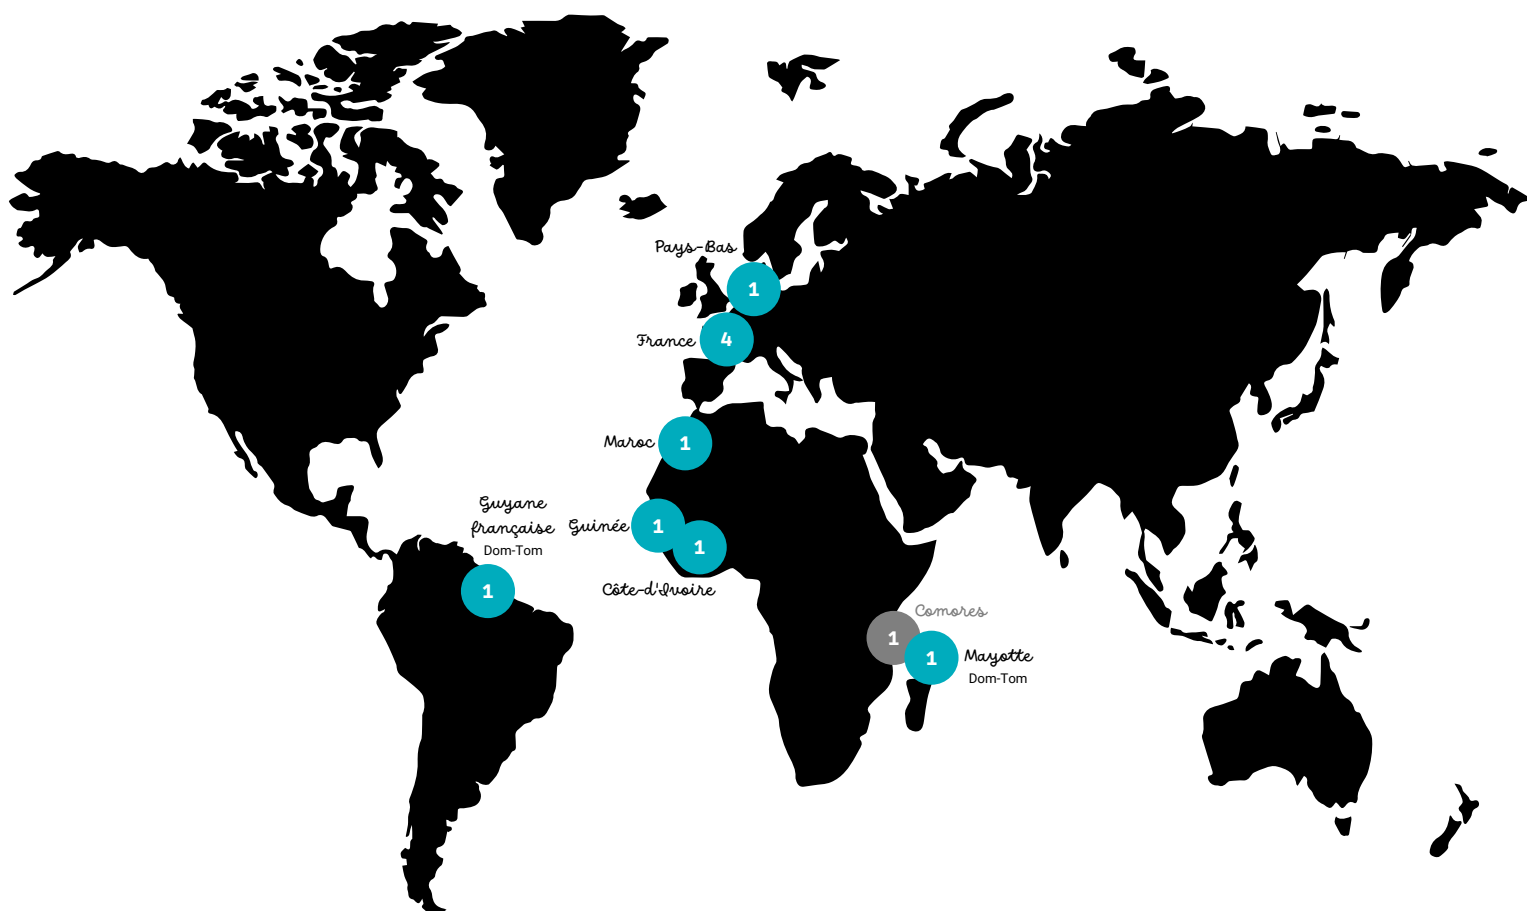 Pays-Bas
1
France
4
Maroc
1
Guyane
française
Dom-Tom
1
Guinée
1
1
Côte-d'Ivoire
Comores
1
1
Mayotte
Dom-Tom